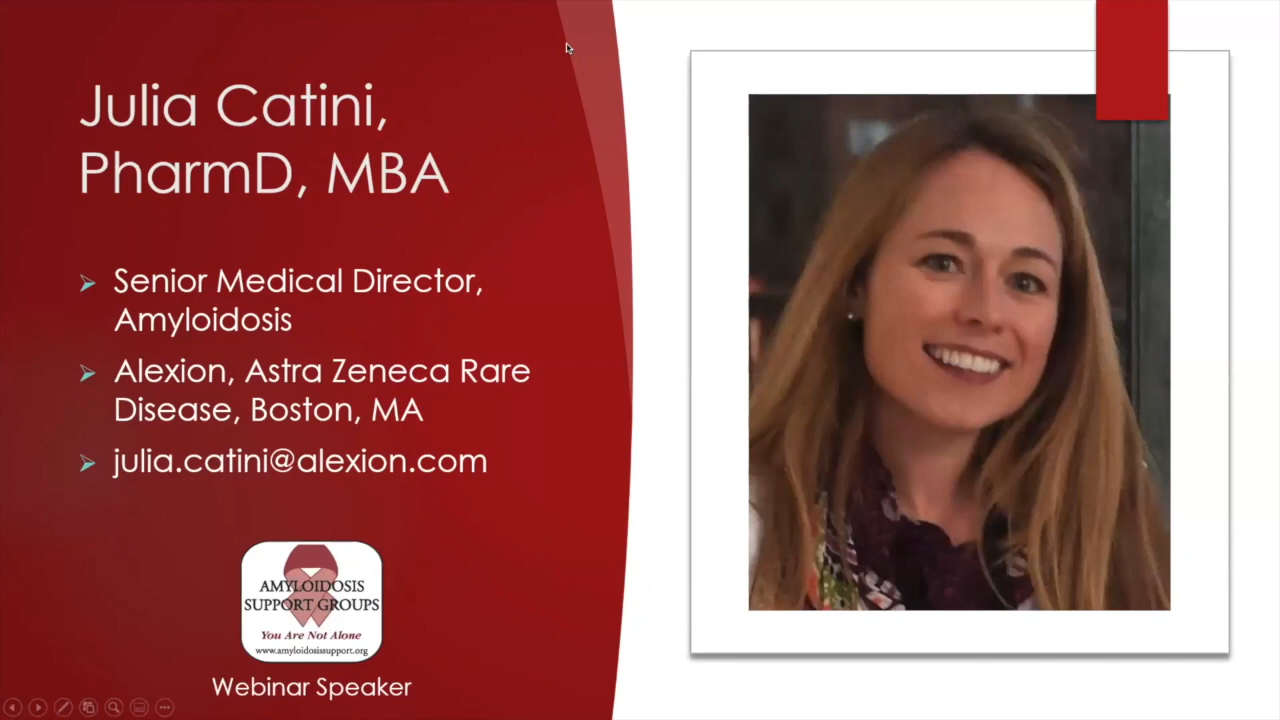 Julia Catini,
PharmD, MBA
Senior Medical Director,
Amyloidosis
Alexion, Astra Zeneca Rare
Disease, Boston, MA
julia.catini@alexion.com
AMYLOIDOSIS
SUPPORT GROUPS
You Are Not Alone
www.amyloidosissupport.org
Webinar Speaker